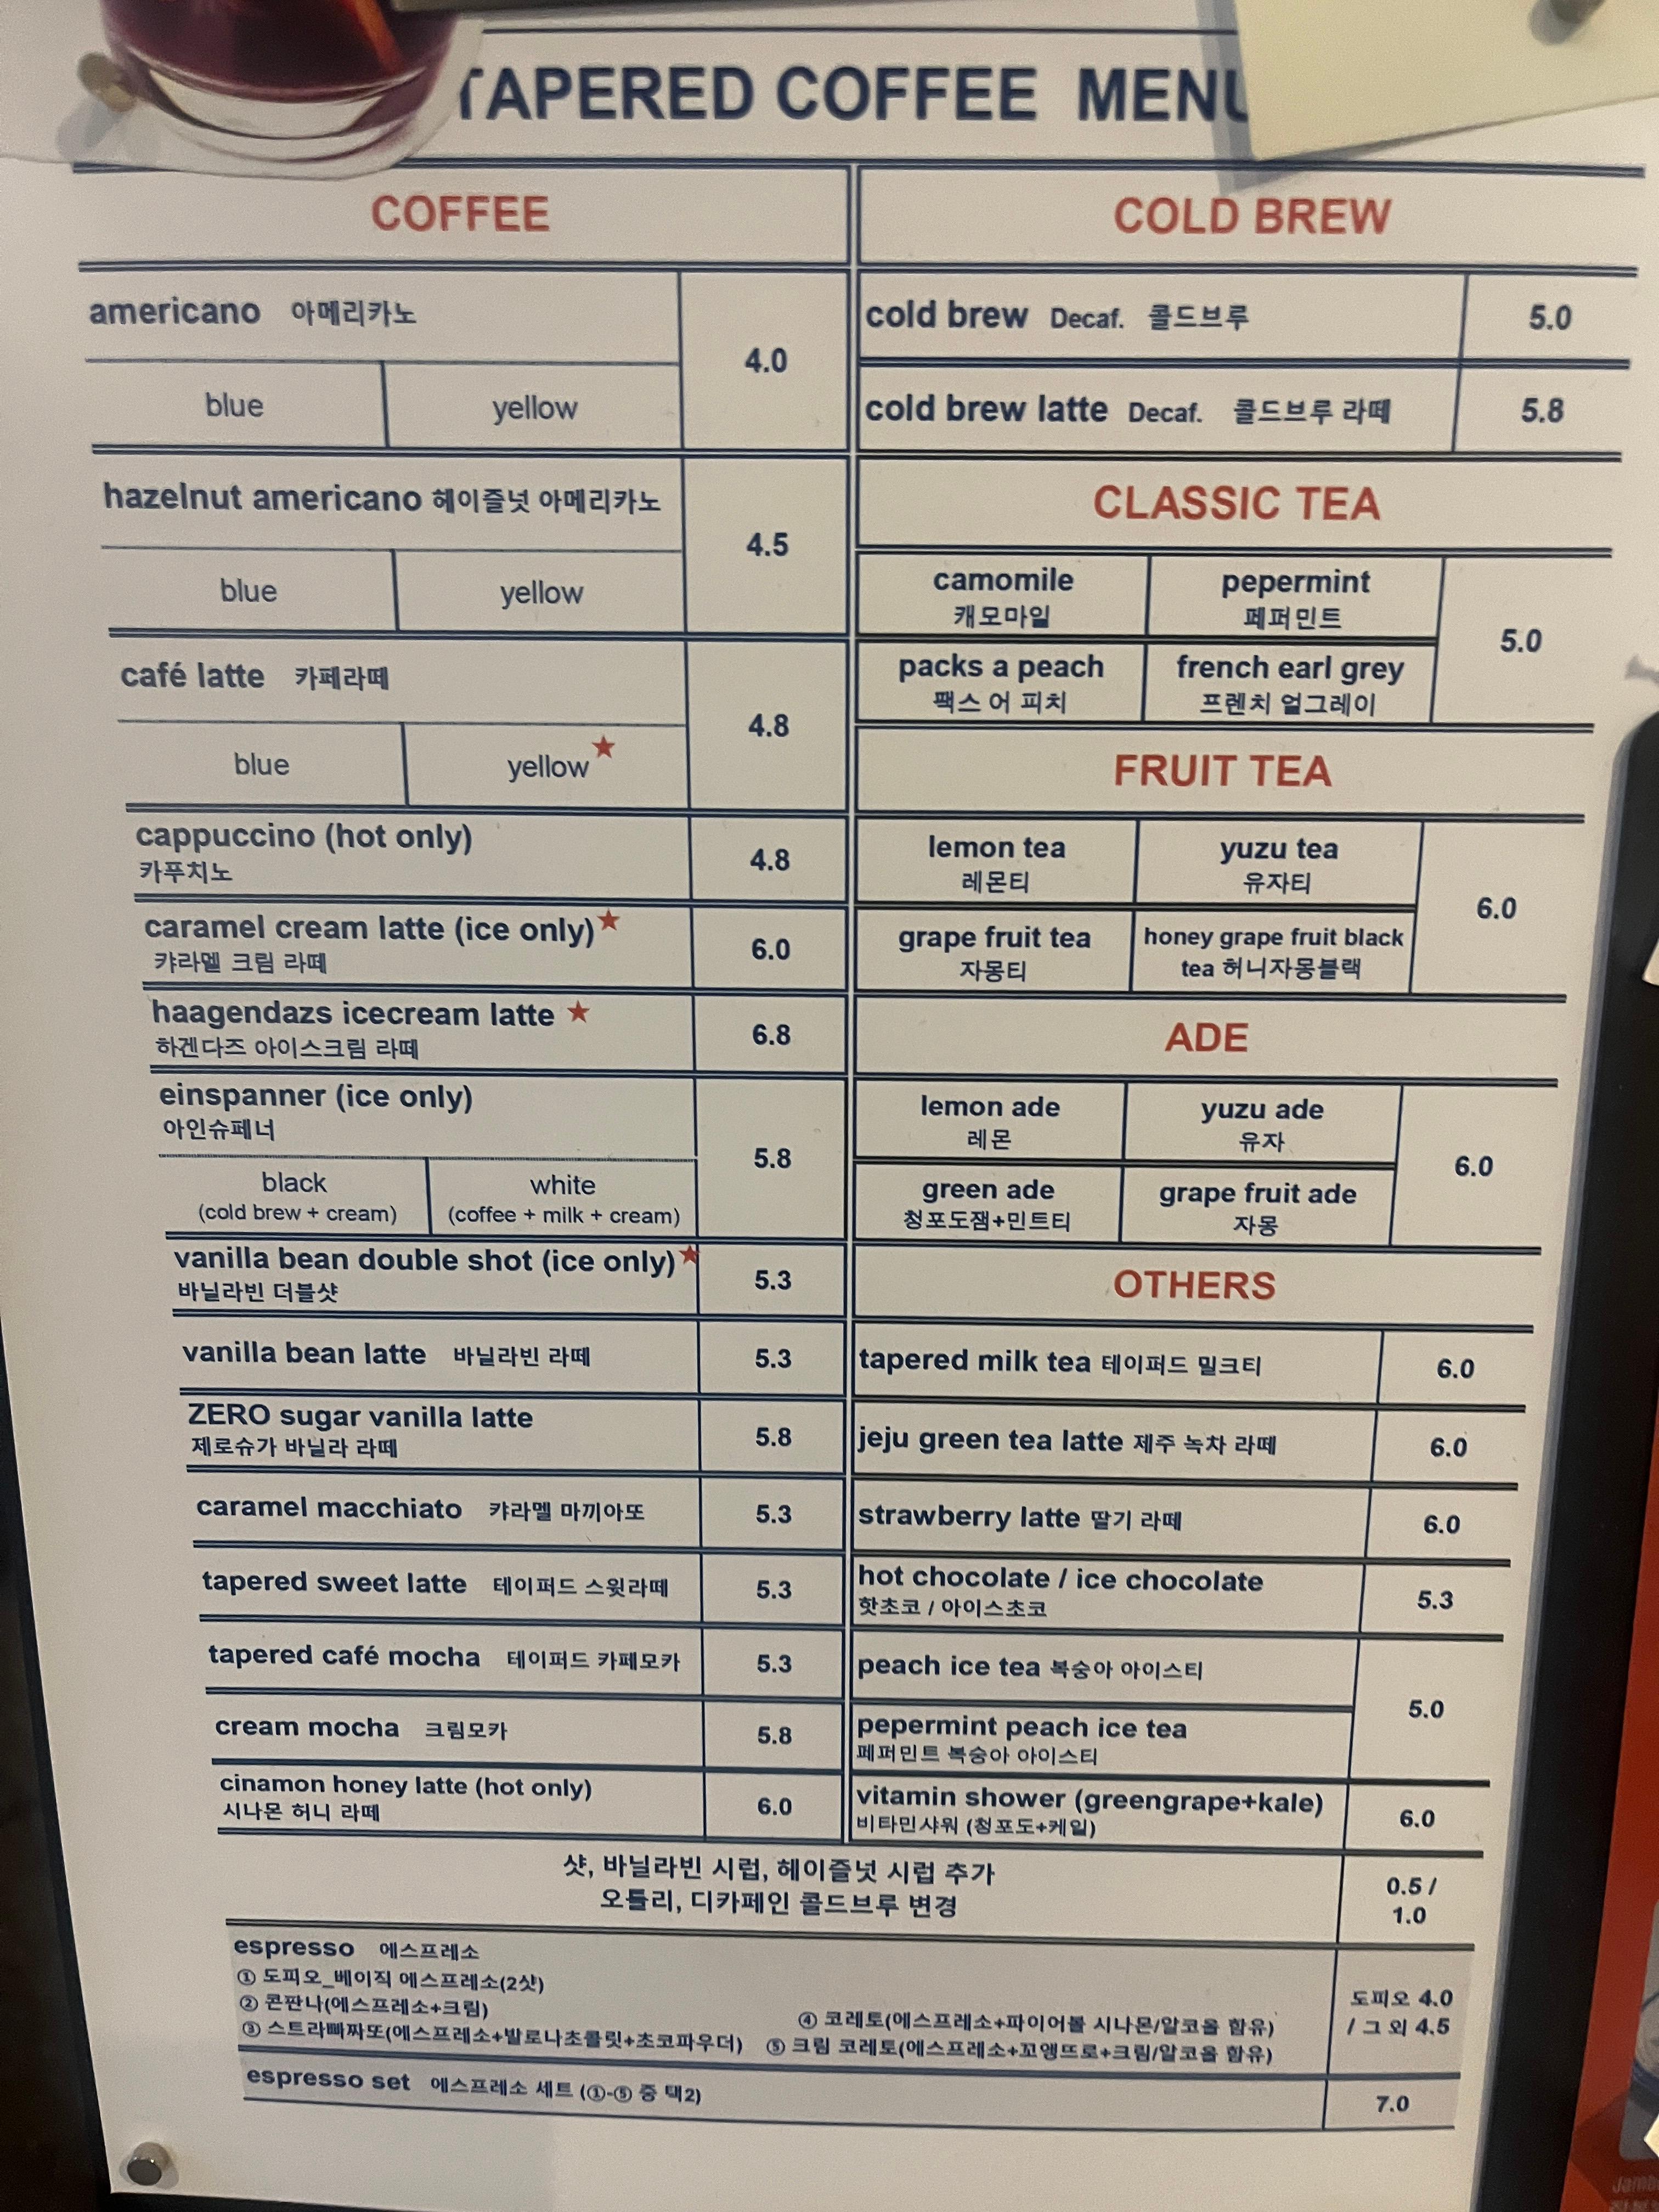 TAPERED COFFEE MENU
COFFEE
americano 아메리카노
4.0
blue
yellow
hazelnut americano 헤이즐넛 아메리카노
4.5
blue
yellow
café latte 카페라떼
4.8
blue
yellow★
cappuccino (hot only)
카푸치노
4.8
caramel cream latte (ice only)★
캬라멜 크림 라떼
6.0
haagendazs icecream latte ★
하겐다즈 아이스크림 라떼
6.8
einspanner (ice only)
아인슈페너
5.8
black
(cold brew + cream)
white
(coffee + milk + cream)
vanilla bean double shot (ice only)★
바닐라빈 더블샷
5.3
vanilla bean latte 바닐라빈 라떼
5.3
ZERO sugar vanilla latte
제로슈가 바닐라 라떼
5.8
caramel macchiato 캬라멜 마끼아또
5.3
tapered sweet latte 테이퍼드 스윗라떼
5.3
tapered café mocha 테이퍼드 카페모카
5.3
cream mocha 크림모카
5.8
cinamon honey latte (hot only)
시나몬 허니 라떼
6.0
COLD BREW
cold brew Decaf. 콜드브루
5.0
cold brew latte Decaf. 콜드브루 라떼
5.8
CLASSIC TEA
camomile
캐모마일
pepermint
페퍼민트
5.0
packs a peach
팩스 어 피치
french earl grey
프렌치 얼그레이
FRUIT TEA
lemon tea
레몬티
yuzu tea
유자티
6.0
grape fruit tea
자몽티
honey grape fruit black
tea 허니자몽블랙
ADE
lemon ade
레몬
yuzu ade
유자
6.0
green ade
청포도잼+민트티
grape fruit ade
자몽
OTHERS
tapered milk tea 테이퍼드 밀크티
6.0
jeju green tea latte 제주 녹차 라떼
6.0
strawberry latte 딸기 라떼
6.0
hot chocolate / ice chocolate
핫초코 / 아이스초코
5.3
peach ice tea 복숭아 아이스티
5.0
pepermint peach ice tea
페퍼민트 복숭아 아이스티
vitamin shower (greengrape+kale)
비타민샤워 (청포도+케일)
6.0
샷, 바닐라빈 시럽, 헤이즐넛 시럽 추가
오틀리, 디카페인 콜드브루 변경
0.5 /
1.0
espresso 에스프레소
① 도피오_베이직 에스프레소(2샷)
② 콘판나(에스프레소+크림)
③ 스트라빠짜또(에스프레소+발로나초콜릿+초코파우더)
④ 코레토(에스프레소+파이어볼 시나몬/알코올 함유)
⑤ 크림 코레토(에스프레소+꼬앵뜨로+크림/알코올 함유)
도피오 4.0
/ 그 외 4.5
espresso set 에스프레소 세트 (①-⑤ 중 택2)
7.0